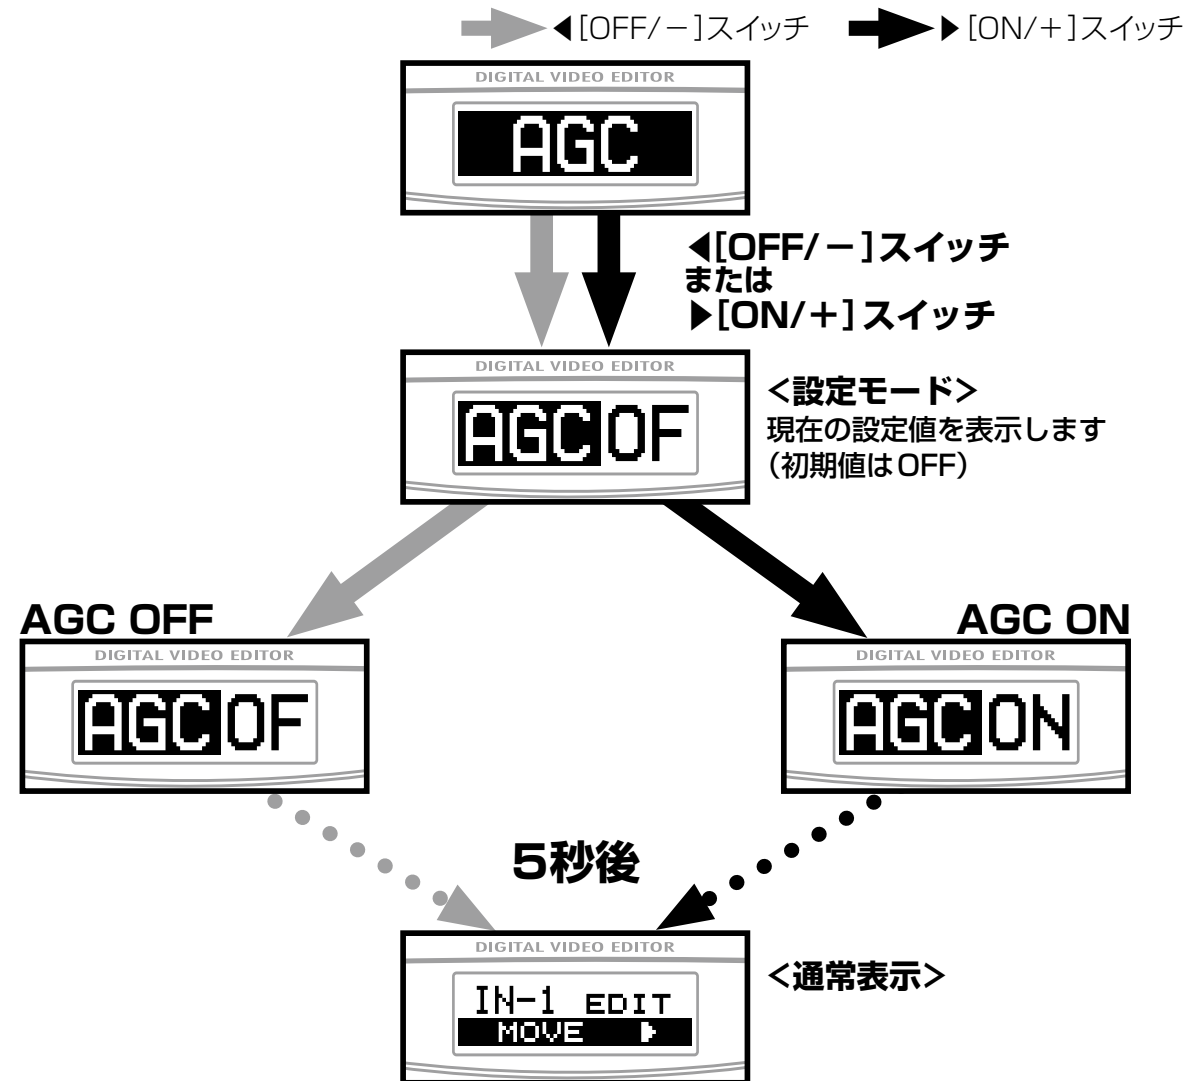 ◀[OFF/－]スイッチ ▶[ON/＋]スイッチ
DIGITAL VIDEO EDITOR
AGC
◀[OFF/－]スイッチ
または
▶[ON/＋]スイッチ
DIGITAL VIDEO EDITOR
AGC OF
＜設定モード＞
現在の設定値を表示します
（初期値はOFF）
AGC OFF
DIGITAL VIDEO EDITOR
AGC OF
AGC ON
DIGITAL VIDEO EDITOR
AGC ON
5秒後
DIGITAL VIDEO EDITOR
IN-1 EDIT
MOVE ▶
＜通常表示＞